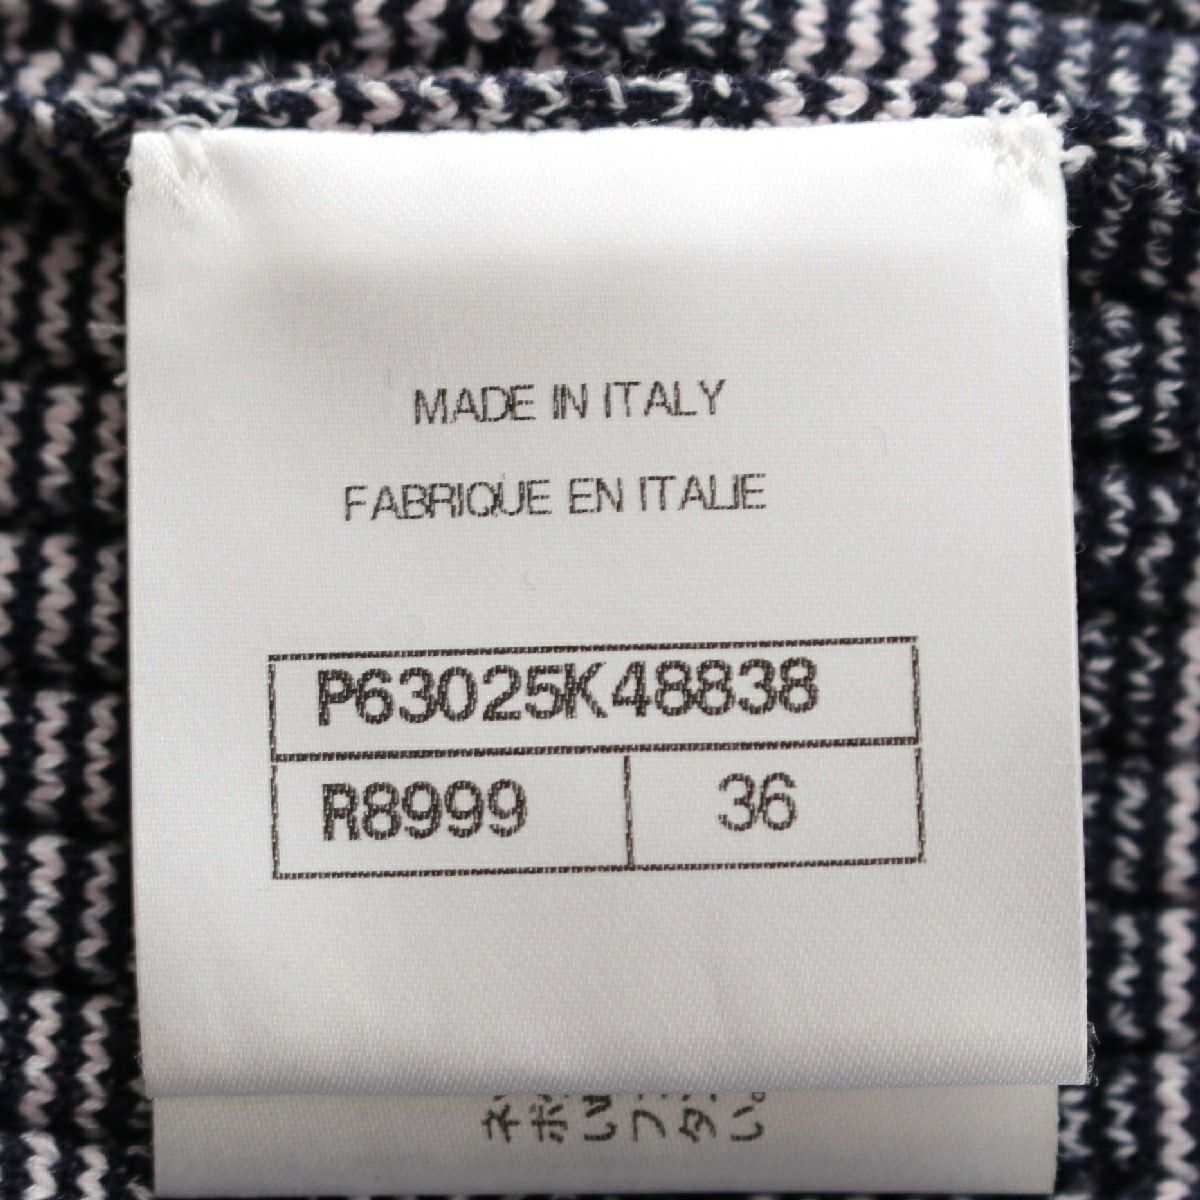 MADE IN ITALY
FABRIQUE EN ITALIE
P63025K48838
R8999 36